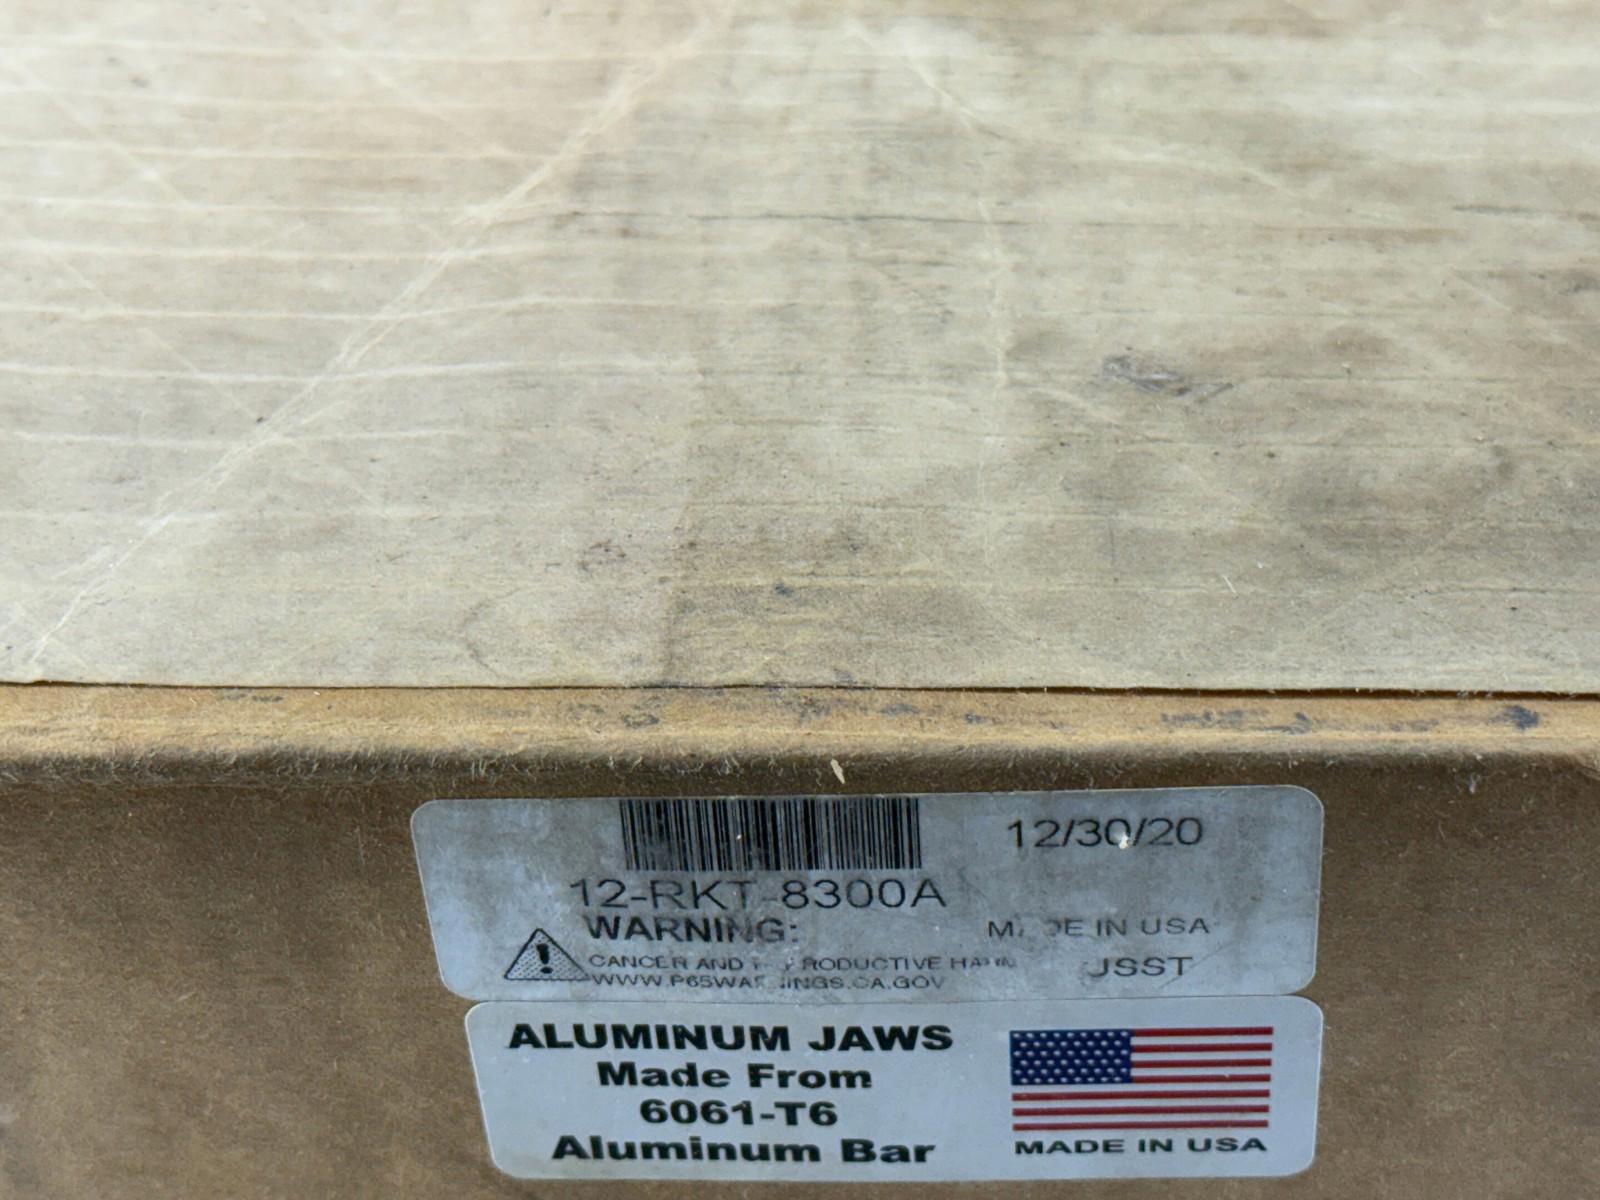 12/30/20
12-RKT-8300A
WARNING:
MADE IN USA
CANCER AND REPRODUCTIVE HARM
JSST
WWW.P65WARNINGS.CA.GOV
ALUMINUM JAWS
Made From
6061-T6
Aluminum Bar
MADE IN USA